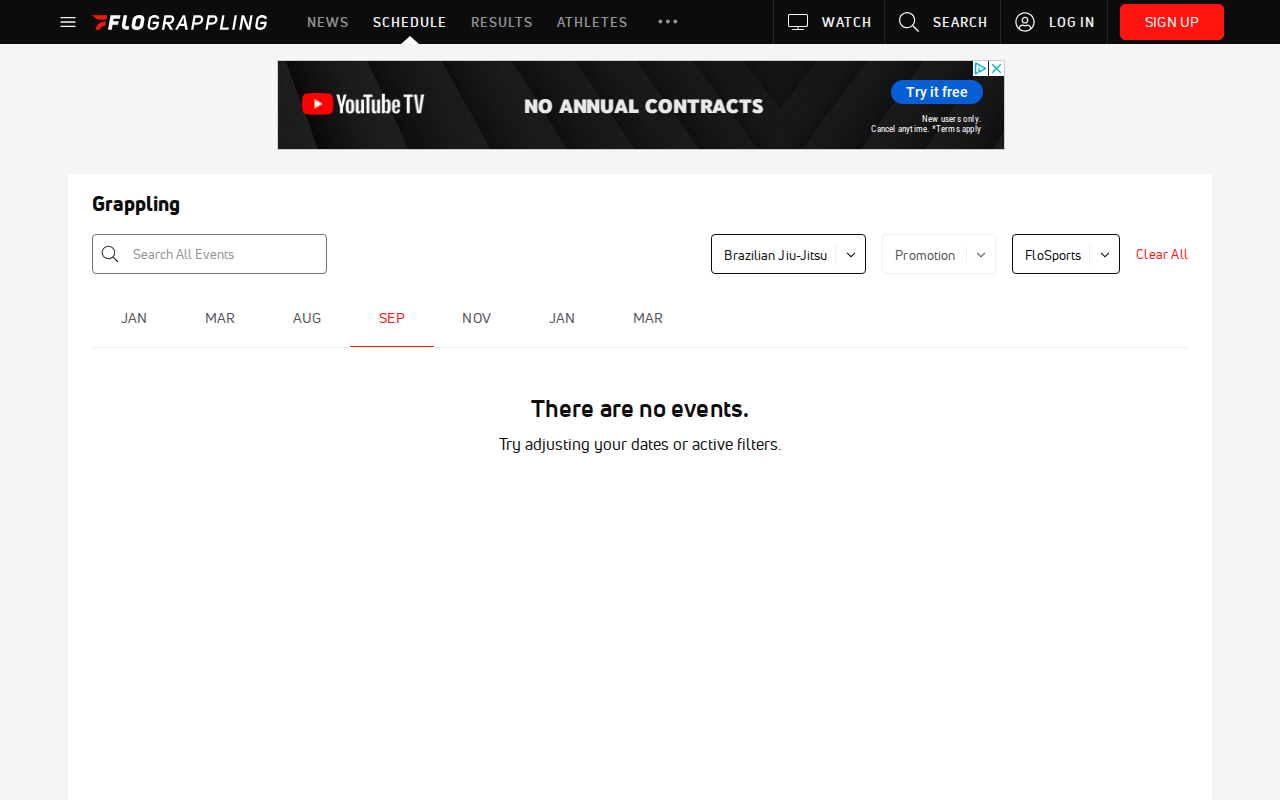 FLOGRAPPLING
NEWS
SCHEDULE
RESULTS
ATHLETES
WATCH
SEARCH
LOG IN
SIGN UP
YouTube TV
NO ANNUAL CONTRACTS
Try it free
New users only.
Cancel anytime. *Terms apply
Grappling
Search All Events
Brazilian Jiu-Jitsu
Promotion
FloSports
Clear All
JAN
MAR
AUG
SEP
NOV
JAN
MAR
There are no events.
Try adjusting your dates or active filters.